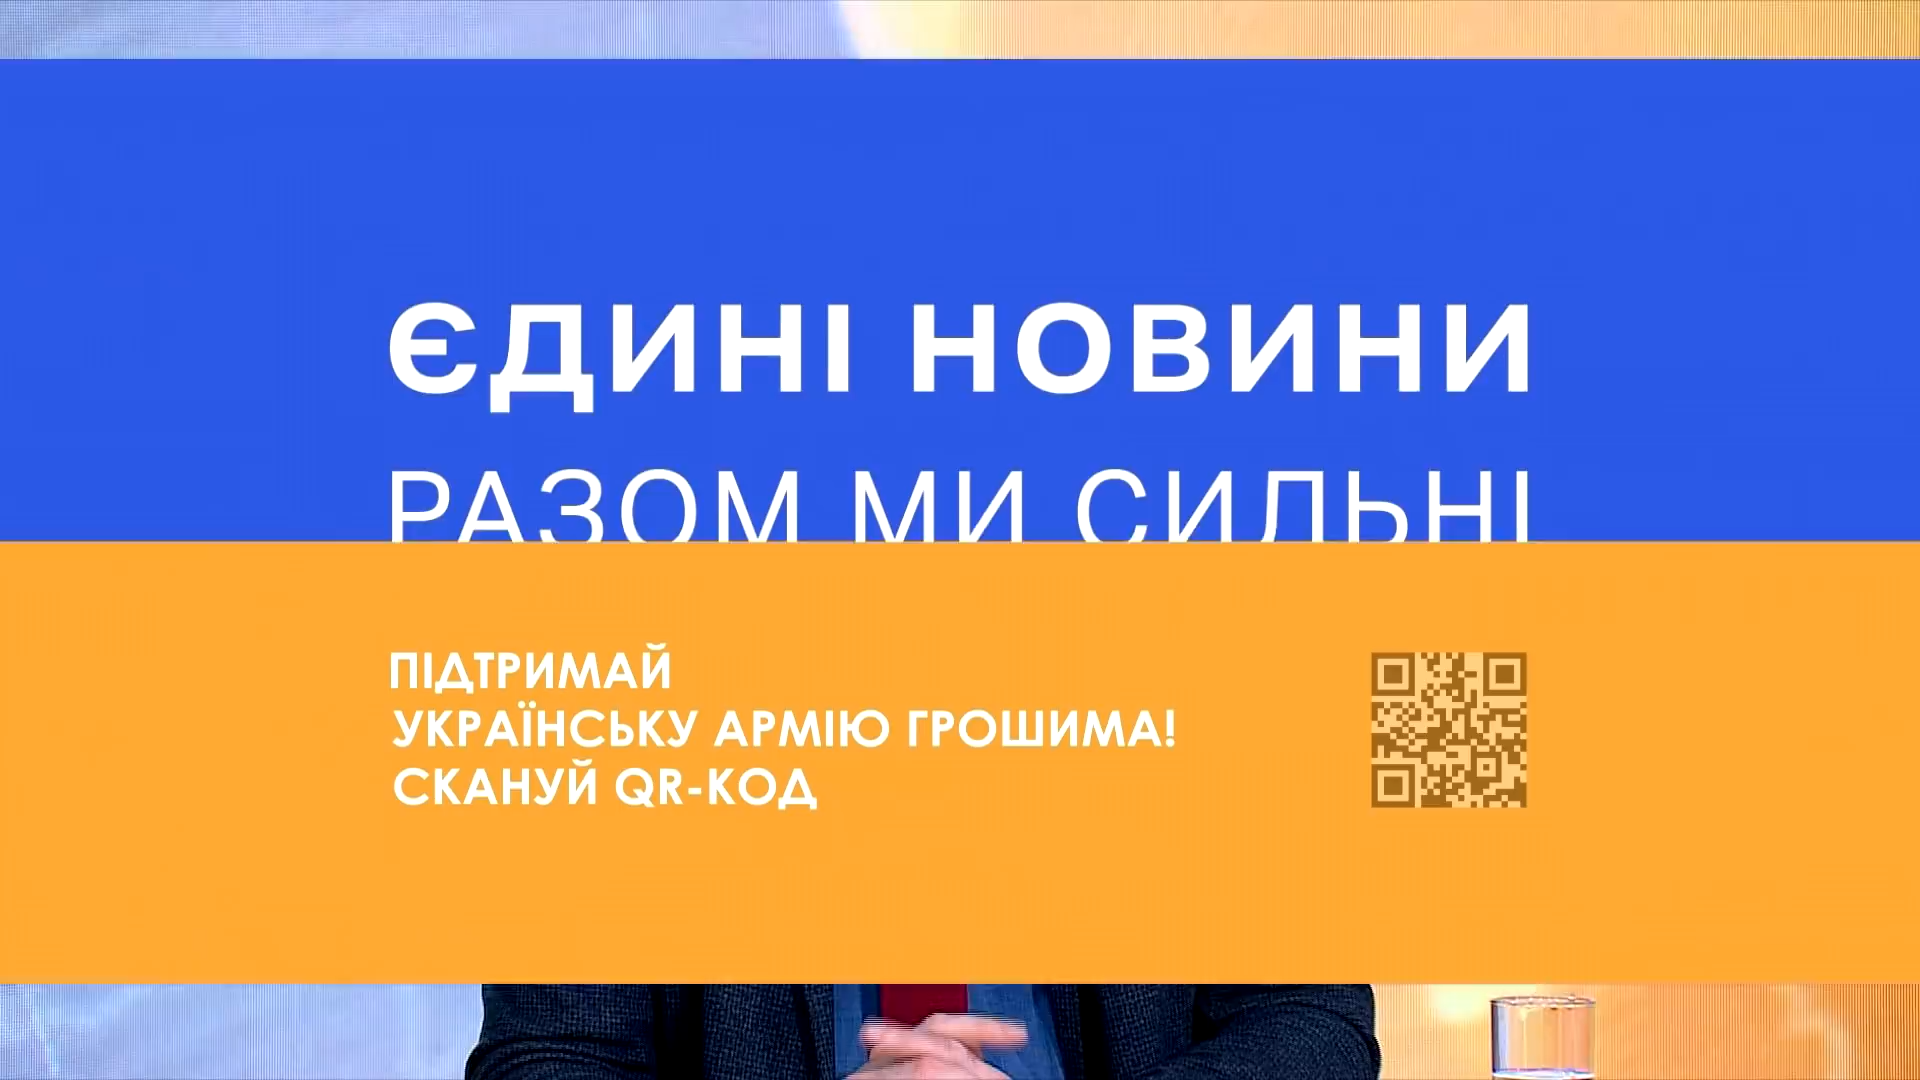 ЄДИНІ НОВИНИ
РАЗОМ МИ СИЛЬНІ
ПІДТРИМАЙ
УКРАЇНСЬКУ АРМІЮ ГРОШИМА!
СКАНУЙ QR-КОД